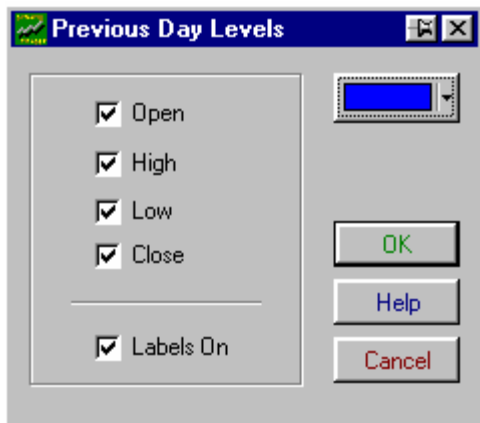 Previous Day Levels
Open
High
Low
Close
Labels On
OK
Help
Cancel